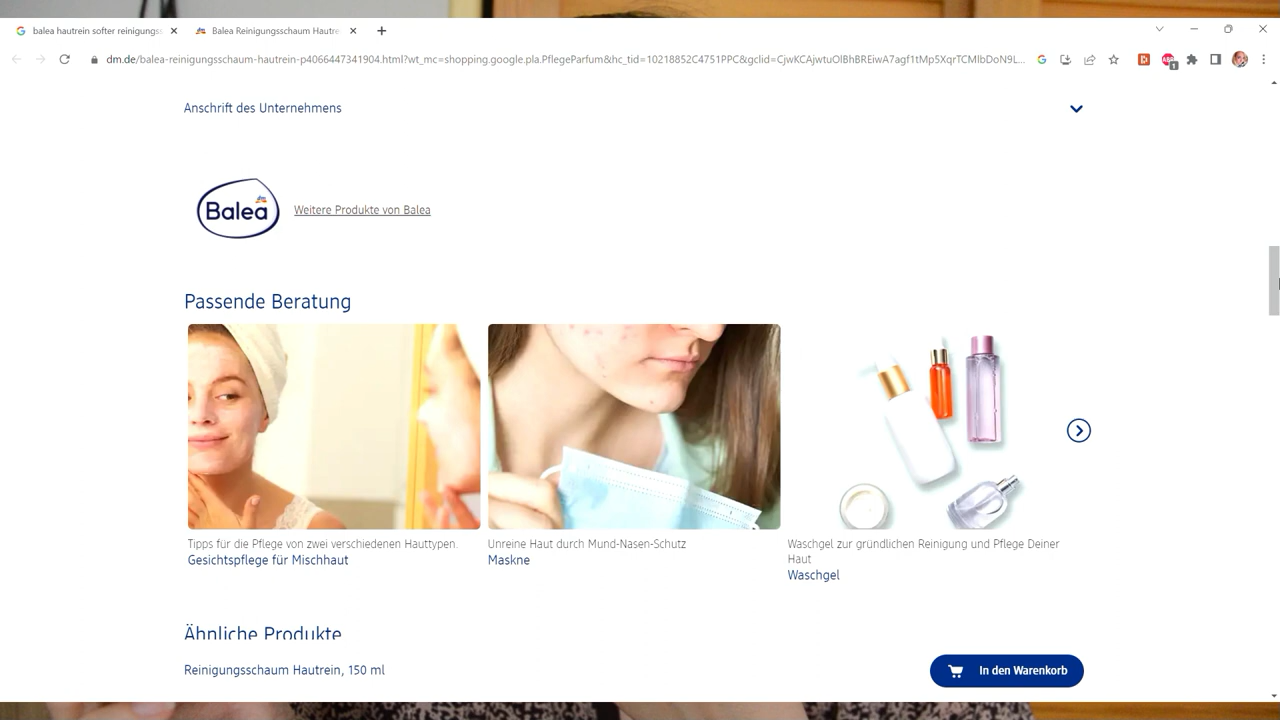 balea hautrein softer reinigungss
Balea Reinigungsschaum Hautre
dm.de/balea-reinigungsschaum-hautrein-p4066447341904.html?wt_mc=shopping.google.pla.PflegeParfum&hc_tid=10218852C4751PPC&gclid=
Anschrift des Unternehmens
Balea
Weitere Produkte von Balea
Passende Beratung
Tipps für die Pflege von zwei verschiedenen Hauttypen.
Gesichtspflege für Mischhaut
Unreine Haut durch Mund-Nasen-Schutz
Maskne
Waschgel zur gründlichen Reinigung und Pflege Deiner
Haut
Waschgel
Ähnliche Produkte
Reinigungsschaum Hautrein, 150 ml
In den Warenkorb